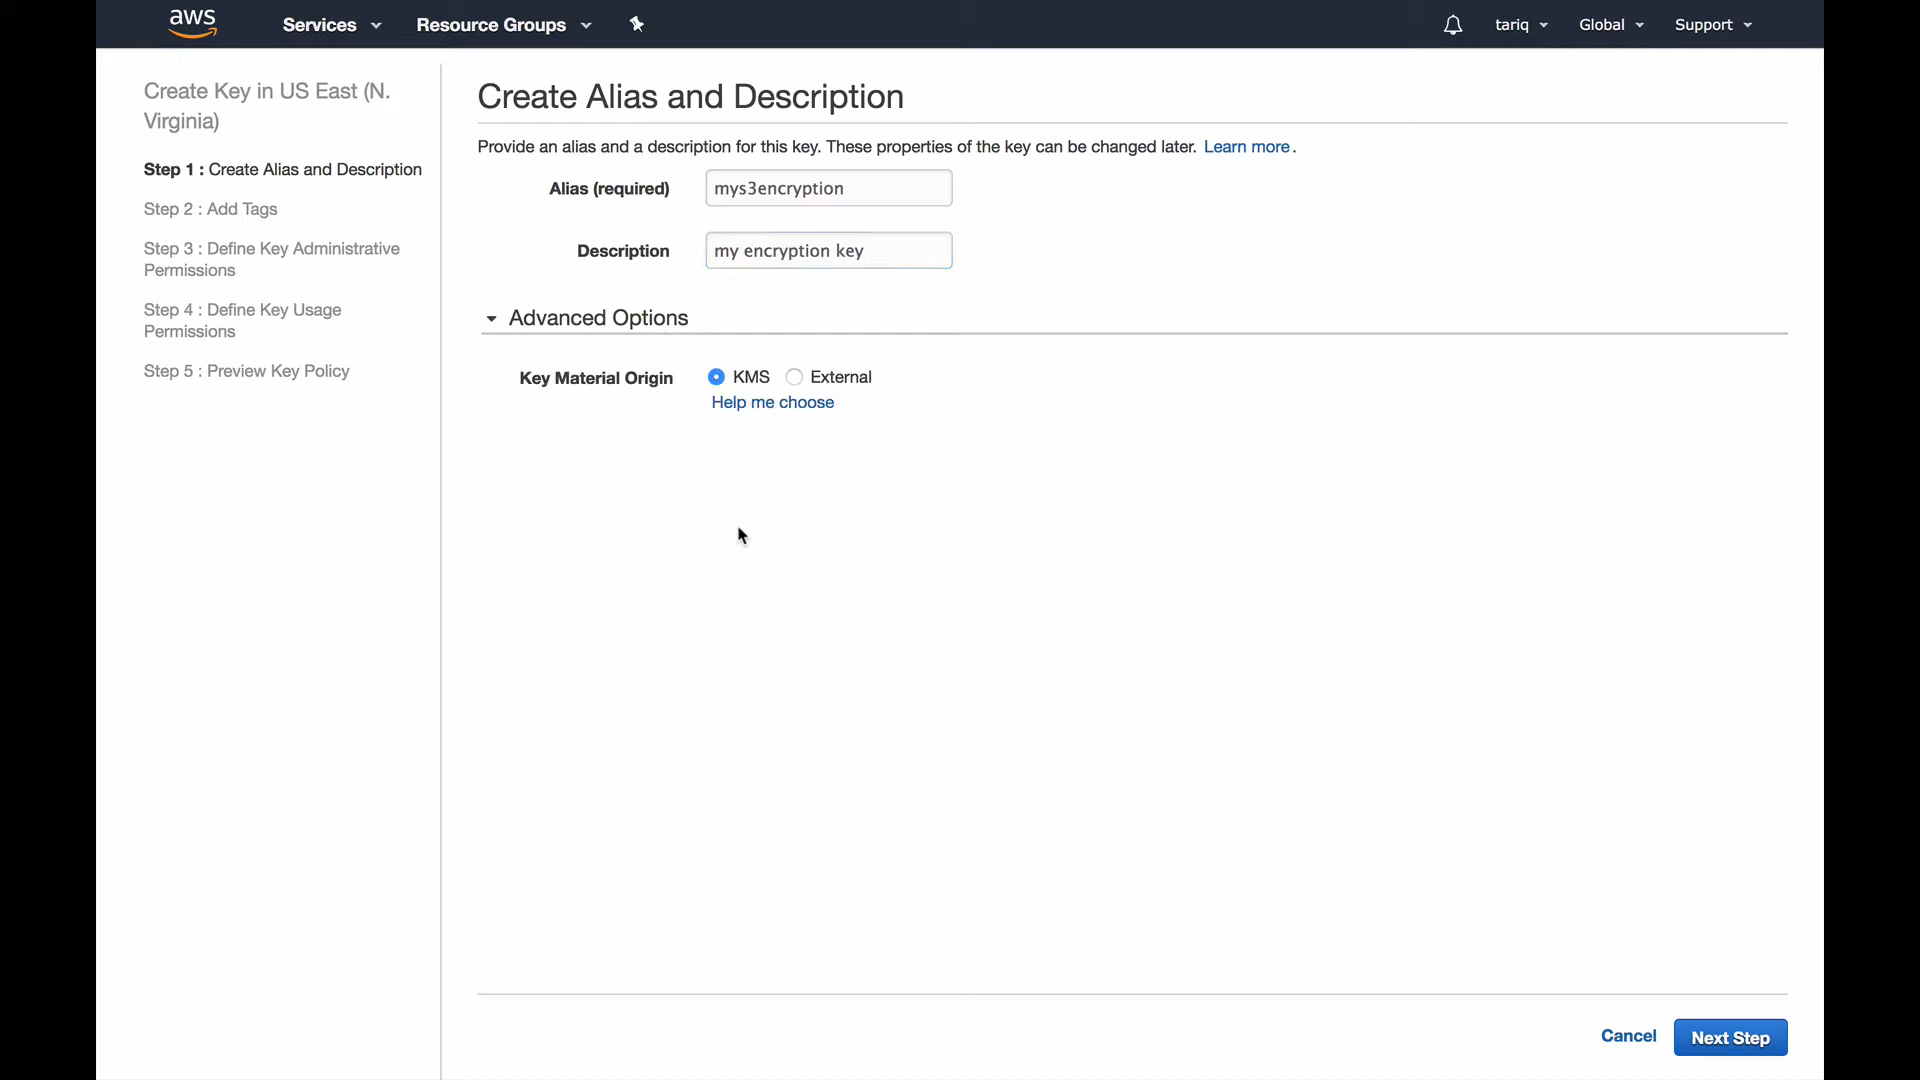 aws Services Resource Groups tariq Global Support
Create Key in US East (N.
Virginia)
Step 1 : Create Alias and Description
Step 2 : Add Tags
Step 3 : Define Key Administrative
Permissions
Step 4 : Define Key Usage
Permissions
Step 5 : Preview Key Policy
Create Alias and Description
Provide an alias and a description for this key. These properties of the key can be changed later. Learn more.
Alias (required) mys3encryption
Description my encryption key
Advanced Options
Key Material Origin KMS External
Help me choose
Cancel Next Step